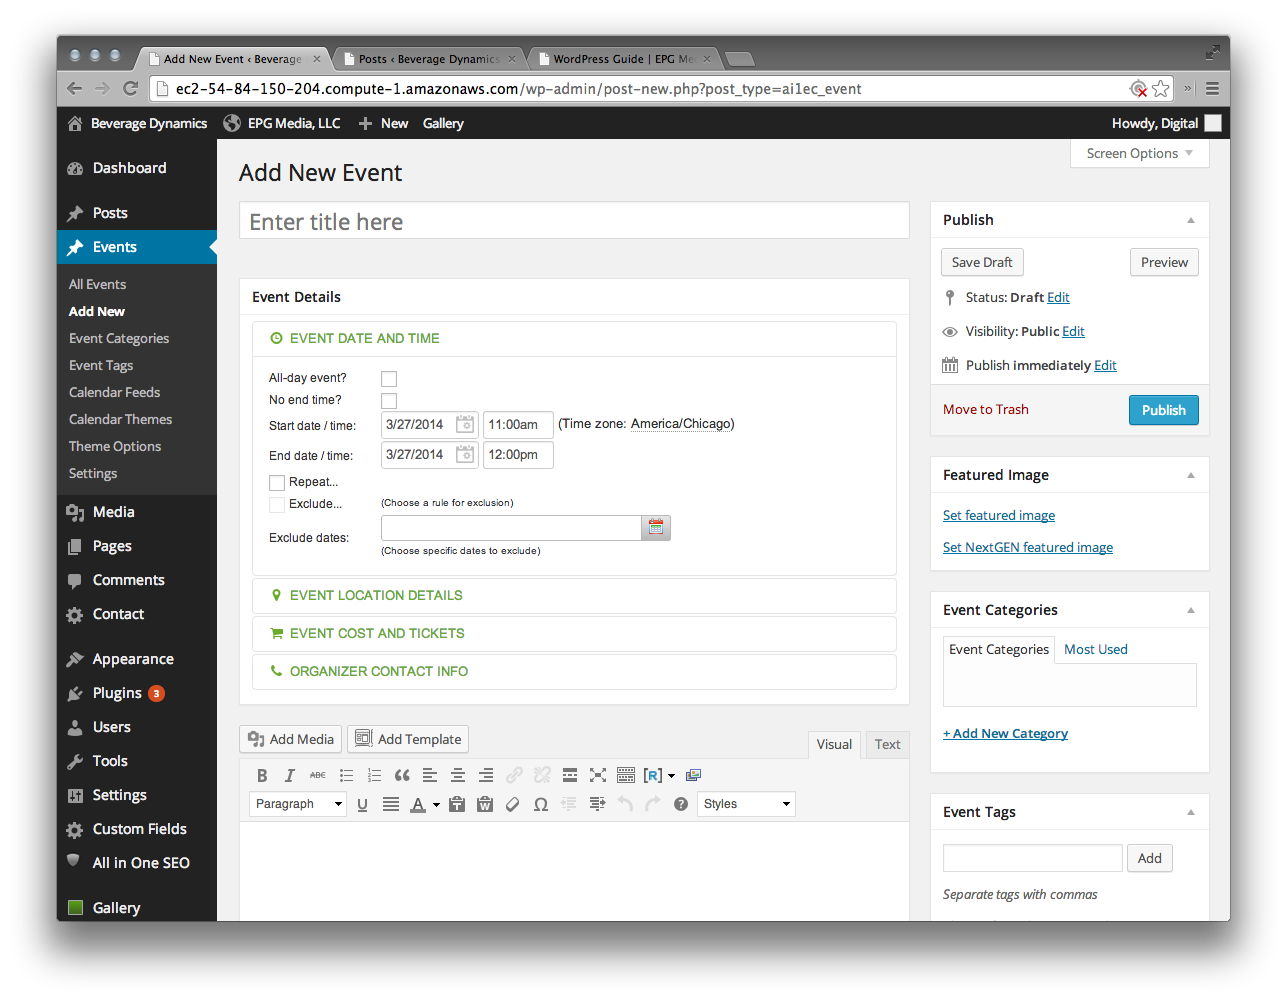 Add New Event ‹ Beverage
Posts ‹ Beverage Dynamics
WordPress Guide | EPG Me
ec2-54-84-150-204.compute-1.amazonaws.com/wp-admin/post-new.php?post_type=ai1ec_event
Beverage Dynamics
EPG Media, LLC
New
Gallery
Howdy, Digital
Dashboard
Posts
Events
All Events
Add New
Event Categories
Event Tags
Calendar Feeds
Calendar Themes
Theme Options
Settings
Media
Pages
Comments
Contact
Appearance
Plugins 3
Users
Tools
Settings
Custom Fields
All in One SEO
Gallery
Screen Options
Add New Event
Enter title here
Event Details
EVENT DATE AND TIME
All-day event?
No end time?
Start date / time: 3/27/2014 11:00am (Time zone: America/Chicago)
End date / time: 3/27/2014 12:00pm
Repeat...
Exclude... (Choose a rule for exclusion)
Exclude dates:
(Choose specific dates to exclude)
EVENT LOCATION DETAILS
EVENT COST AND TICKETS
ORGANIZER CONTACT INFO
Add Media
Add Template
Visual
Text
B I ABC
[R]
Paragraph U A T W Ω ? Styles
Publish
Save Draft
Preview
Status: Draft Edit
Visibility: Public Edit
Publish immediately Edit
Move to Trash
Publish
Featured Image
Set featured image
Set NextGEN featured image
Event Categories
Event Categories
Most Used
+ Add New Category
Event Tags
Add
Separate tags with commas